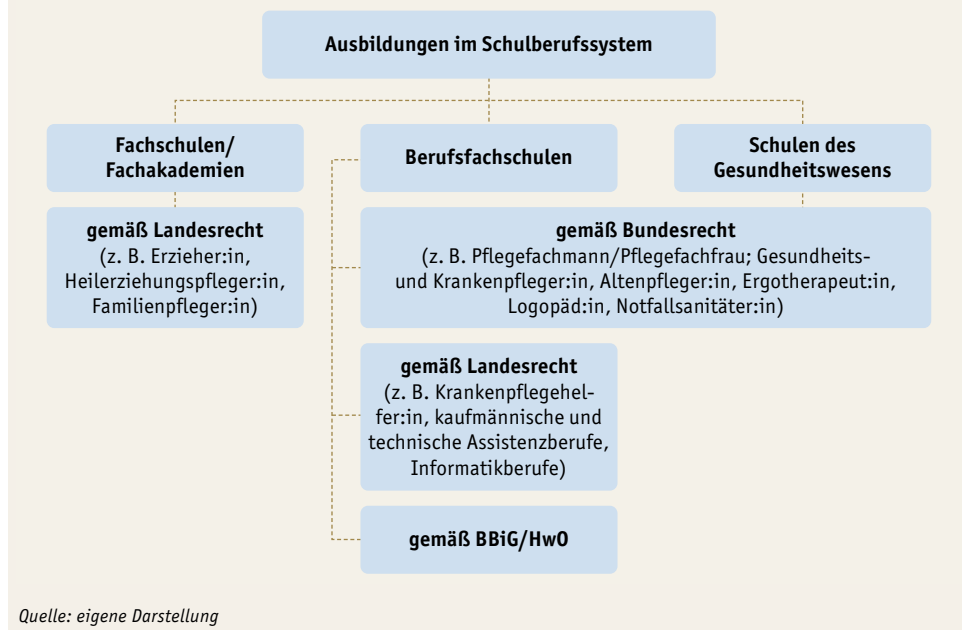 Ausbildungen im Schulberufssystem
Fachschulen/
Fachakademien
Berufsfachschulen
Schulen des
Gesundheitswesens
gemäß Landesrecht
(z. B. Erzieher:in,
Heilerziehungspfleger:in,
Familienpfleger:in)
gemäß Bundesrecht
(z. B. Pflegefachmann/Pflegefachfrau; Gesundheits-
und Krankenpfleger:in, Altenpfleger:in, Ergotherapeut:in,
Logopäd:in, Notfallsanitäter:in)
gemäß Landesrecht
(z. B. Krankenpflegehel-
fer:in, kaufmännische und
technische Assistenzberufe,
Informatikberufe)
gemäß BBiG/HwO
Quelle: eigene Darstellung